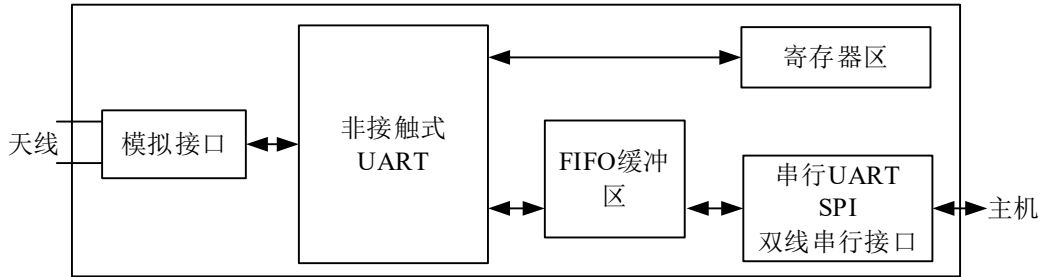 天线
模拟接口
非接触式
UART
寄存器区
FIFO缓冲
区
串行UART
SPI
双线串行接口
主机